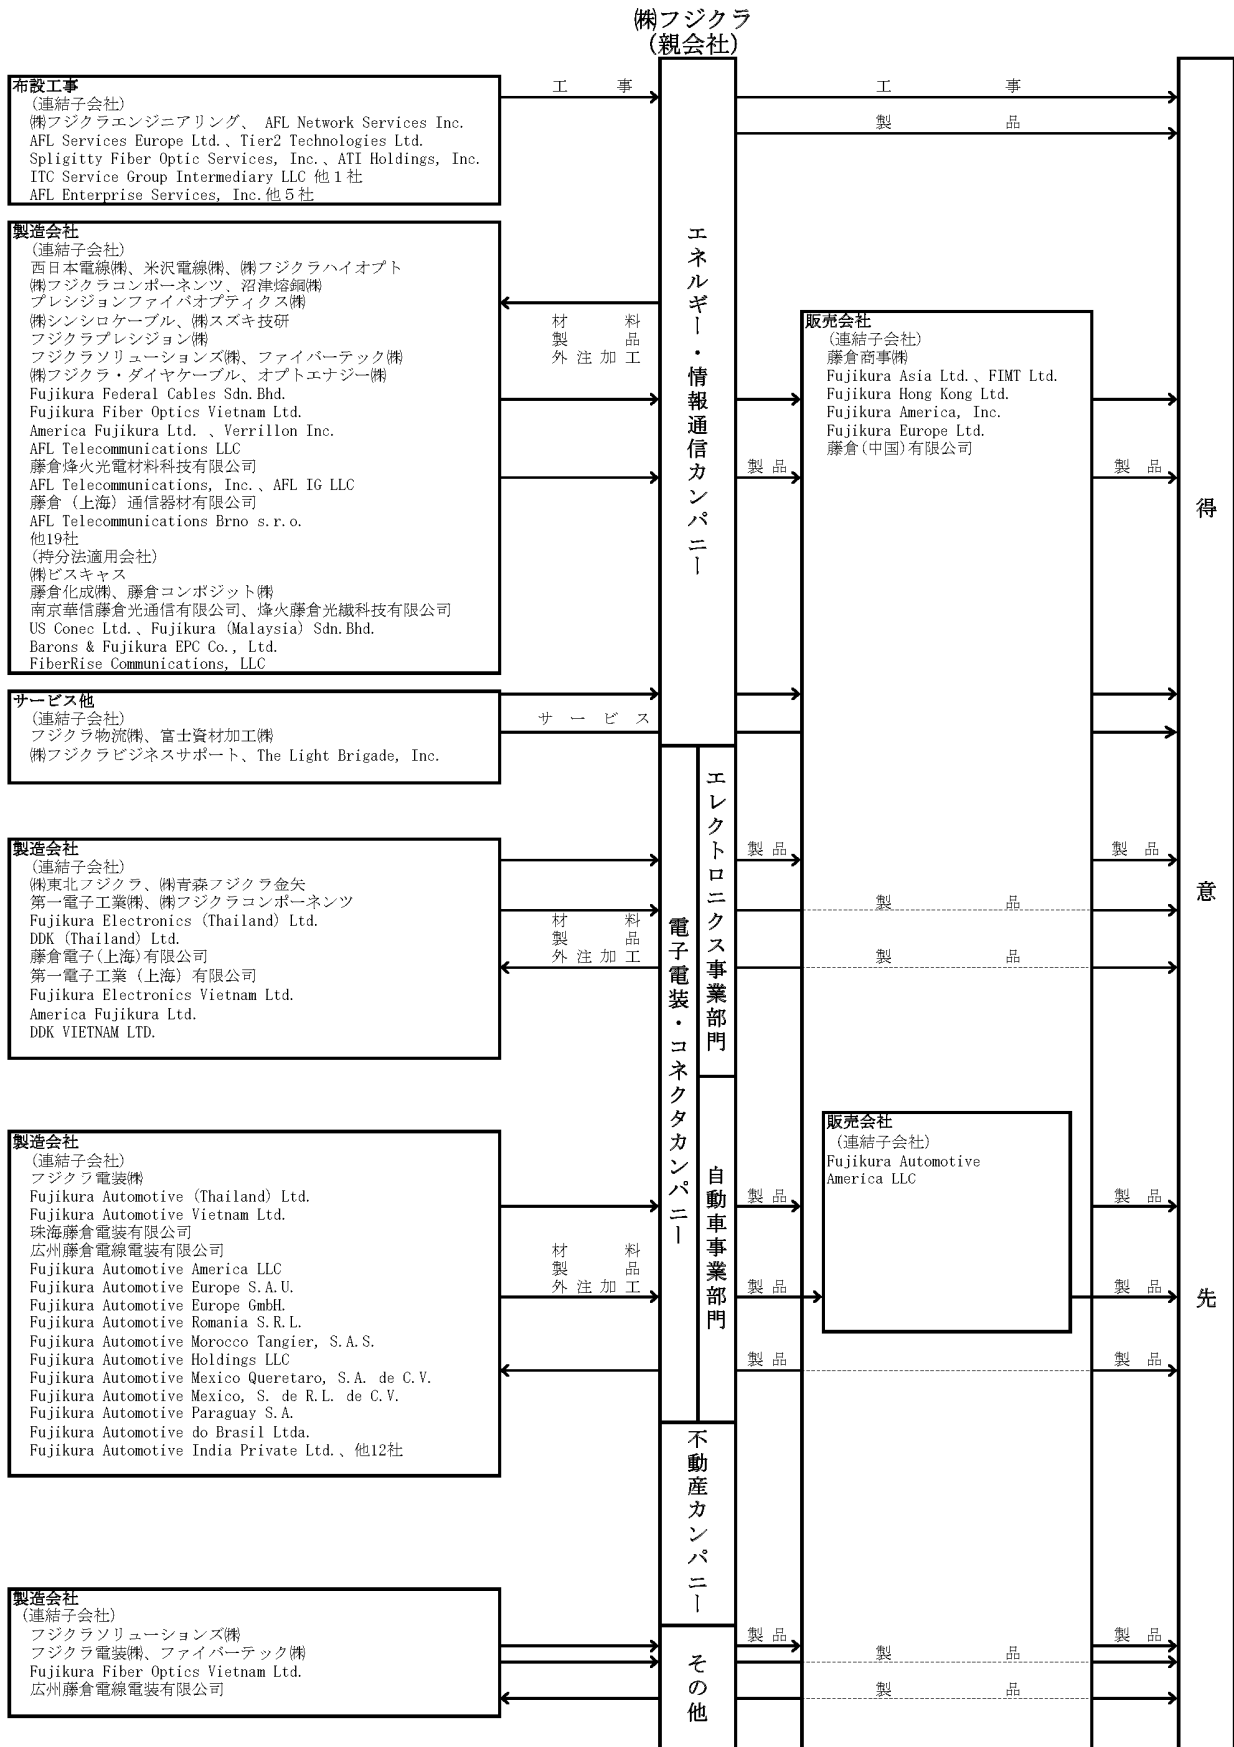 ㈱フジクラ
(親会社)
布設工事
(連結子会社)
㈱フジクラエンジニアリング、 AFL Network Services Inc.
AFL Services Europe Ltd.、Tier2 Technologies Ltd.
Spligitty Fiber Optic Services, Inc.、ATI Holdings, Inc.
ITC Service Group Intermediary LLC 他１社
AFL Enterprise Services, Inc.他５社
工 事
工 事
製 品
製造会社
(連結子会社)
西日本電線㈱、米沢電線㈱、㈱フジクラハイオプト
㈱フジクラコンポーネンツ、沼津熔銅㈱
プレシジョンファイバオプティクス㈱
㈱シンシロケーブル、㈱スズキ技研
フジクラプレシジョン㈱
フジクラソリューションズ㈱、ファイバーテック㈱
㈱フジクラ・ダイヤケーブル、オプトエナジー㈱
Fujikura Federal Cables Sdn.Bhd.
Fujikura Fiber Optics Vietnam Ltd.
America Fujikura Ltd. 、Verrillon Inc.
AFL Telecommunications LLC
藤倉烽火光電材料科技有限公司
AFL Telecommunications, Inc.、AFL IG LLC
藤倉（上海）通信器材有限公司
AFL Telecommunications Brno s.r.o.
他19社
(持分法適用会社)
㈱ビスキャス
藤倉化成㈱、藤倉コンポジット㈱
南京華信藤倉光通信有限公司、烽火藤倉光繊科技有限公司
US Conec Ltd.、Fujikura (Malaysia) Sdn.Bhd.
Barons & Fujikura EPC Co., Ltd.
FiberRise Communications, LLC
材 料
製 品
外 注 加 工
エネルギー・情報通信カンパニー
販売会社
(連結子会社)
藤倉商事㈱
Fujikura Asia Ltd.、FIMT Ltd.
Fujikura Hong Kong Ltd.
Fujikura America, Inc.
Fujikura Europe Ltd.
藤倉(中国)有限公司
製 品
製 品
得
意
先
サービス他
(連結子会社)
フジクラ物流㈱、富士資材加工㈱
㈱フジクラビジネスサポート、The Light Brigade, Inc.
サ ー ビ ス
製造会社
(連結子会社)
㈱東北フジクラ、㈱青森フジクラ金矢
第一電子工業㈱、㈱フジクラコンポーネンツ
Fujikura Electronics (Thailand) Ltd.
DDK (Thailand) Ltd.
藤倉電子(上海)有限公司
第一電子工業（上海）有限公司
Fujikura Electronics Vietnam Ltd.
America Fujikura Ltd.
DDK VIETNAM LTD.
材 料
製 品
外 注 加 工
電子電装・コネクタカンパニー
エレクトロニクス事業部門
製 品
製 品
製 品
製 品
製造会社
(連結子会社)
フジクラ電装㈱
Fujikura Automotive (Thailand) Ltd.
Fujikura Automotive Vietnam Ltd.
珠海藤倉電装有限公司
広州藤倉電線電装有限公司
Fujikura Automotive America LLC
Fujikura Automotive Europe S.A.U.
Fujikura Automotive Europe GmbH.
Fujikura Automotive Romania S.R.L.
Fujikura Automotive Morocco Tangier, S.A.S.
Fujikura Automotive Holdings LLC
Fujikura Automotive Mexico Queretaro, S.A. de C.V.
Fujikura Automotive Mexico, S. de R.L. de C.V.
Fujikura Automotive Paraguay S.A.
Fujikura Automotive do Brasil Ltda.
Fujikura Automotive India Private Ltd.、他12社
材 料
製 品
外 注 加 工
自動車事業部門
販売会社
(連結子会社)
Fujikura Automotive
America LLC
製 品
製 品
製 品
製 品
製 品
製 品
不動産カンパニー
製造会社
(連結子会社)
フジクラソリューションズ㈱
フジクラ電装㈱、ファイバーテック㈱
Fujikura Fiber Optics Vietnam Ltd.
広州藤倉電線電装有限公司
その他
製 品
製 品
製 品
製 品